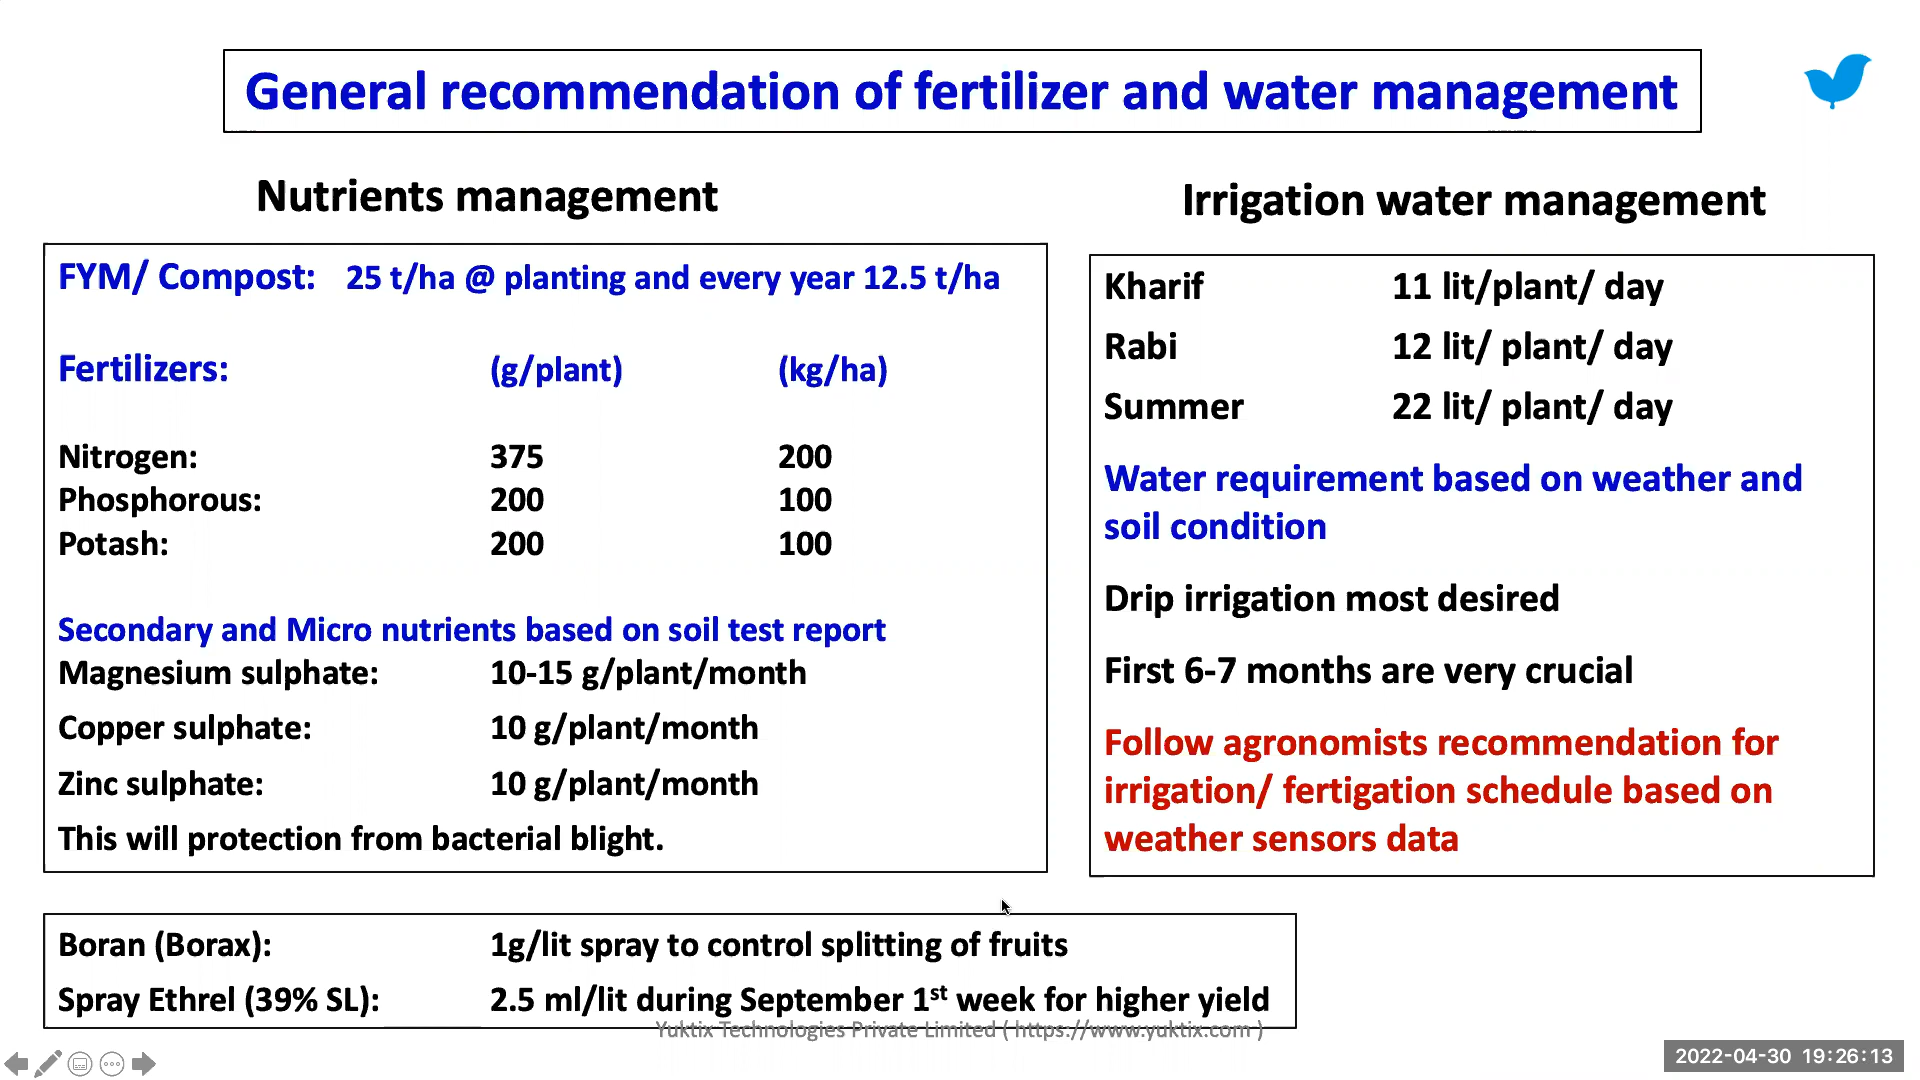 General recommendation of fertilizer and water management
Nutrients management
FYM/ Compost: 25 t/ha @ planting and every year 12.5 t/ha
Fertilizers: (g/plant) (kg/ha)
Nitrogen: 375 200
Phosphorous: 200 100
Potash: 200 100
Secondary and Micro nutrients based on soil test report
Magnesium sulphate: 10-15 g/plant/month
Copper sulphate: 10 g/plant/month
Zinc sulphate: 10 g/plant/month
This will protection from bacterial blight.
Irrigation water management
Kharif 11 lit/plant/ day
Rabi 12 lit/ plant/ day
Summer 22 lit/ plant/ day
Water requirement based on weather and
soil condition
Drip irrigation most desired
First 6-7 months are very crucial
Follow agronomists recommendation for
irrigation/ fertigation schedule based on
weather sensors data
Boran (Borax): 1g/lit spray to control splitting of fruits
Spray Ethrel (39% SL): 2.5 ml/lit during September 1st week for higher yield
Yuktix Technologies Private Limited ( https://www.yuktix.com )
2022-04-30 19:26:13